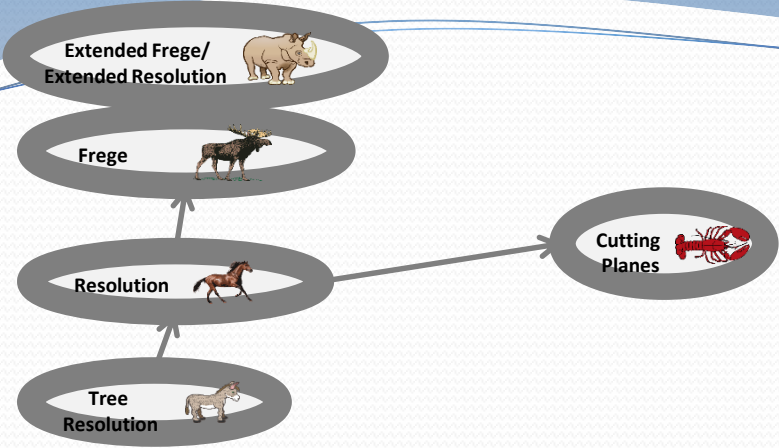 Extended Frege/
Extended Resolution
Frege
Resolution
Cutting
Planes
Tree
Resolution